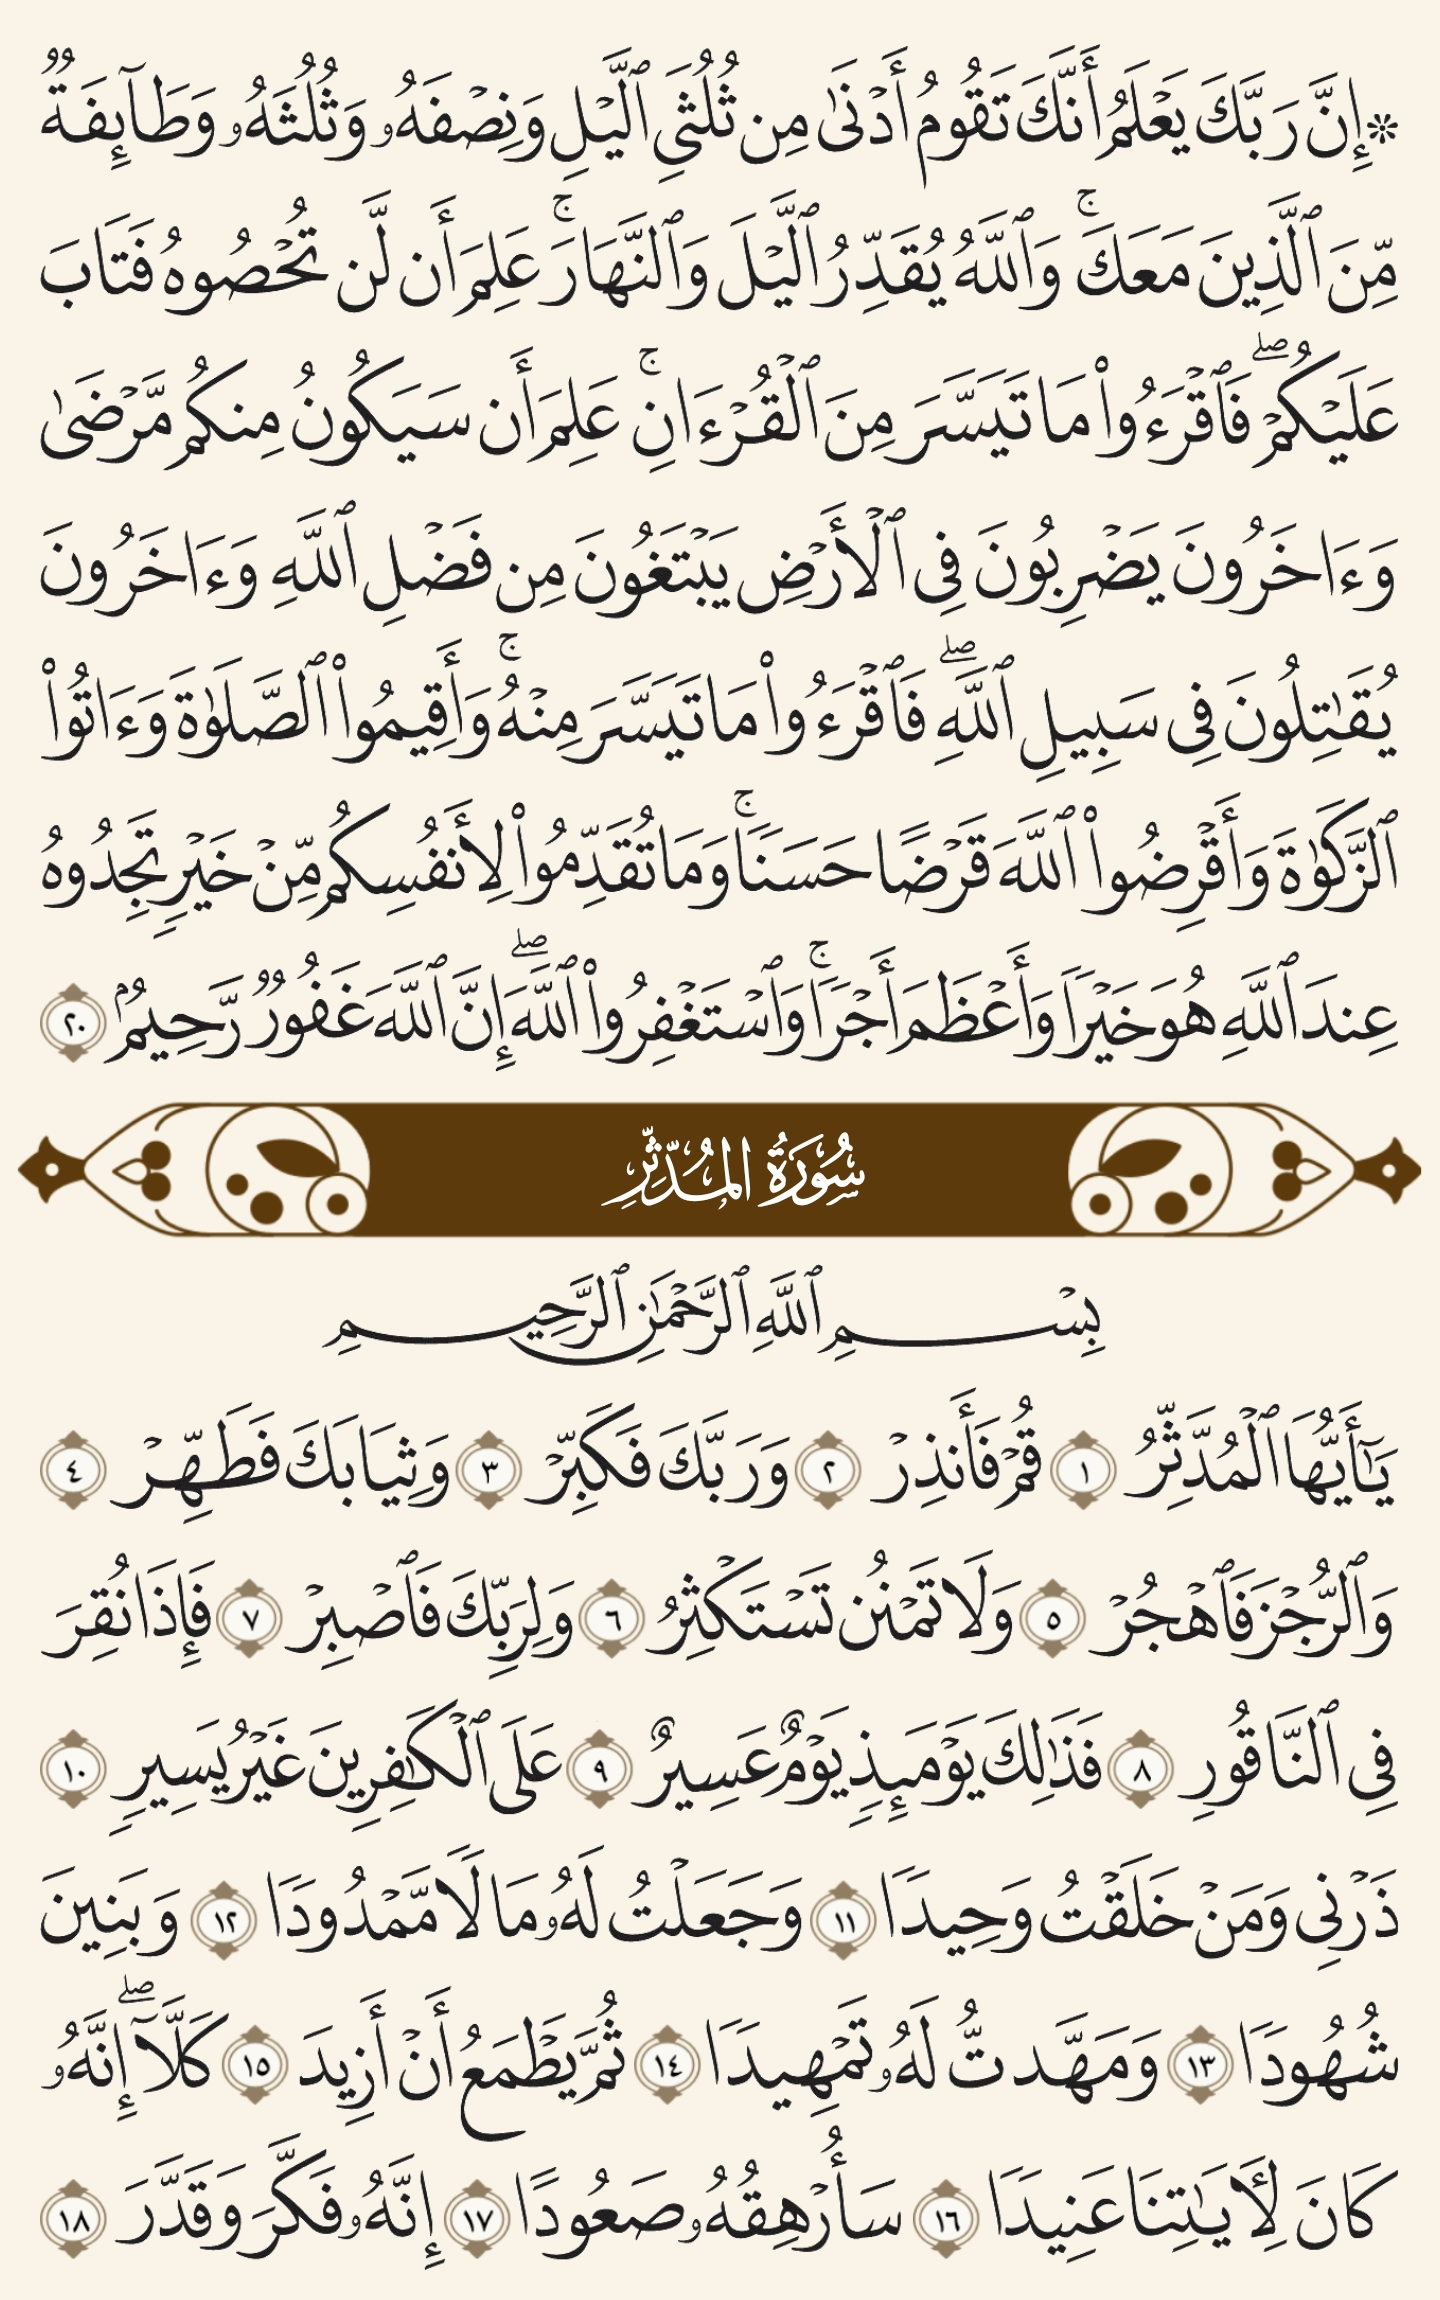 ۞إِنَّ رَبَّكَ يَعۡلَمُ أَنَّكَ تَقُومُ أَدۡنَىٰ مِن ثُلُثَيِ ٱلَّيۡلِ وَنِصۡفَهُۥ وَثُلُثَهُۥ وَطَآئِفَةٞ
مِّنَ ٱلَّذِينَ مَعَكَۚ وَٱللَّهُ يُقَدِّرُ ٱلَّيۡلَ وَٱلنَّهَارَۚ عَلِمَ أَن لَّن تُحۡصُوهُ فَتَابَ
عَلَيۡكُمۡۖ فَٱقۡرَءُواْ مَا تَيَسَّرَ مِنَ ٱلۡقُرۡءَانِۚ عَلِمَ أَن سَيَكُونُ مِنكُم مَّرۡضَىٰ
وَءَاخَرُونَ يَضۡرِبُونَ فِي ٱلۡأَرۡضِ يَبۡتَغُونَ مِن فَضۡلِ ٱللَّهِ وَءَاخَرُونَ
يُقَٰتِلُونَ فِي سَبِيلِ ٱللَّهِۖ فَٱقۡرَءُواْ مَا تَيَسَّرَ مِنۡهُۚ وَأَقِيمُواْ ٱلصَّلَوٰةَ وَءَاتُواْ
ٱلزَّكَوٰةَ وَأَقۡرِضُواْ ٱللَّهَ قَرۡضًا حَسَنٗاۚ وَمَا تُقَدِّمُواْ لِأَنفُسِكُم مِّنۡ خَيۡرٖ تَجِدُوهُ
عِندَ ٱللَّهِ هُوَ خَيۡرٗا وَأَعۡظَمَ أَجۡرٗاۚ وَٱسۡتَغۡفِرُواْ ٱللَّهَۖ إِنَّ ٱللَّهَ غَفُورٞ رَّحِيمُۢ ٢٠
سُورَةُ المُدَّثِّرِ
بِسۡمِ ٱللَّهِ ٱلرَّحۡمَٰنِ ٱلرَّحِيمِ
يَٰٓأَيُّهَا ٱلۡمُدَّثِّرُ ١ قُمۡ فَأَنذِرۡ ٢ وَرَبَّكَ فَكَبِّرۡ ٣ وَثِيَابَكَ فَطَهِّرۡ ٤
وَٱلرُّجۡزَ فَٱهۡجُرۡ ٥ وَلَا تَمۡنُن تَسۡتَكۡثِرُ ٦ وَلِرَبِّكَ فَٱصۡبِرۡ ٧ فَإِذَا نُقِرَ
فِي ٱلنَّاقُورِ ٨ فَذَٰلِكَ يَوۡمَئِذٖ يَوۡمٌ عَسِيرٌ ٩ عَلَى ٱلۡكَٰفِرِينَ غَيۡرُ يَسِيرٖ ١٠
ذَرۡنِي وَمَنۡ خَلَقۡتُ وَحِيدٗا ١١ وَجَعَلۡتُ لَهُۥ مَالٗا مَّمۡدُودٗا ١٢ وَبَنِينَ
شُهُودٗا ١٣ وَمَهَّدتُّ لَهُۥ تَمۡهِيدٗا ١٤ ثُمَّ يَطۡمَعُ أَنۡ أَزِيدَ ١٥ كَلَّآۖ إِنَّهُۥ
كَانَ لِأٓيَٰتِنَا عَنِيدٗا ١٦ سَأُرۡهِقُهُۥ صَعُودًا ١٧ إِنَّهُۥ فَكَّرَ وَقَدَّرَ ١٨